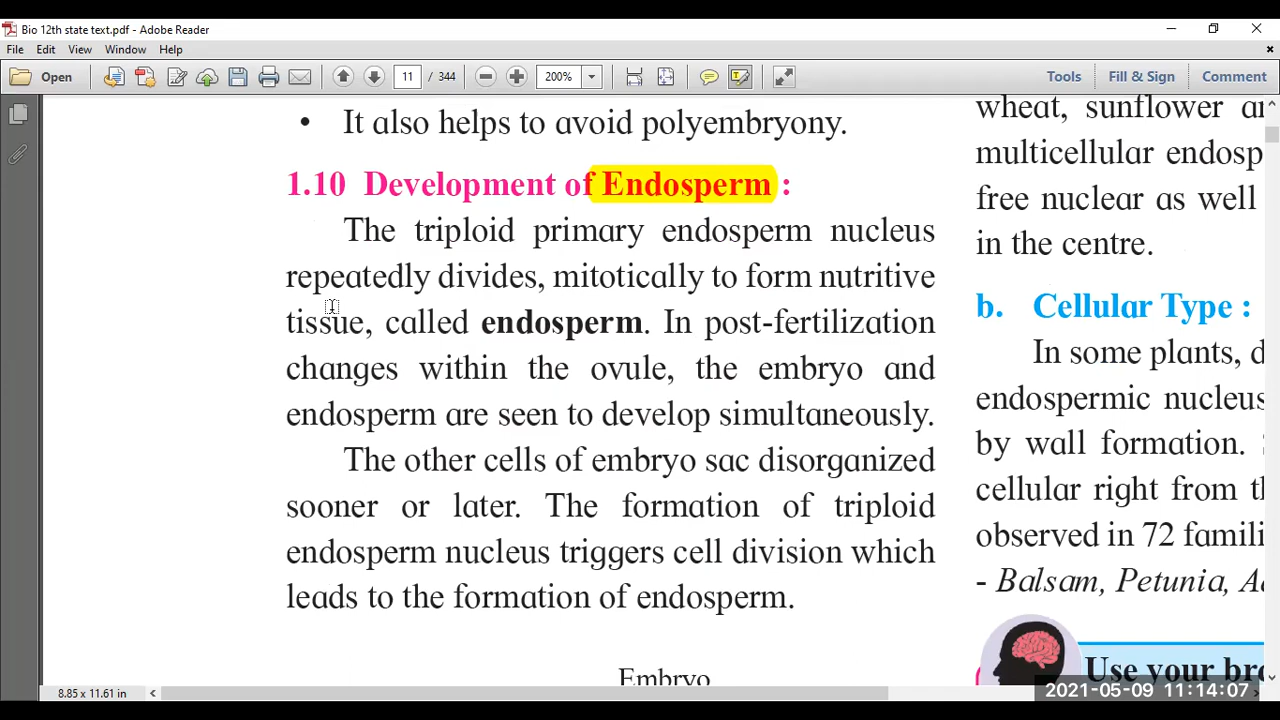 Bio 12th state text.pdf - Adobe Reader
File Edit View Window Help
Open 11 / 344 200% Tools Fill & Sign Comment
• It also helps to avoid polyembryony.
1.10 Development of Endosperm :
The triploid primary endosperm nucleus
repeatedly divides, mitotically to form nutritive
tissue, called endosperm. In post-fertilization
changes within the ovule, the embryo and
endosperm are seen to develop simultaneously.
The other cells of embryo sac disorganized
sooner or later. The formation of triploid
endosperm nucleus triggers cell division which
leads to the formation of endosperm.
Embryo
wheat, sunflower
multicellular
free nuclear as well
in the centre.
b. Cellular Type :
In some plants,
endospermic nucleus
by wall formation.
cellular right from
observed in 72
- Balsam, Petunia,
Use your
8.85 x 11.61 in
2021-05-09 11:14:07